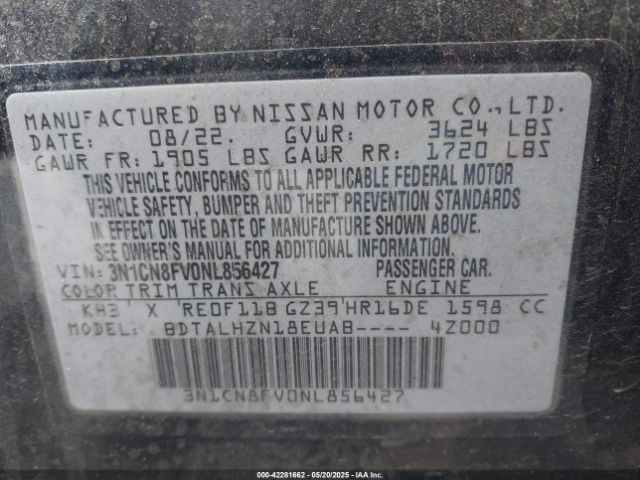 MANUFACTURED BY NISSAN MOTOR CO., LTD.
DATE: 08/22. GVWR: 3624 LBS
GAWR FR: 1905 LBS GAWR RR: 1720 LBS
THIS VEHICLE CONFORMS TO ALL APPLICABLE FEDERAL MOTOR
VEHICLE SAFETY, BUMPER AND THEFT PREVENTION STANDARDS
IN EFFECT ON THE DATE OF MANUFACTURE SHOWN ABOVE.
SEE OWNER'S MANUAL FOR ADDITIONAL INFORMATION.
VIN: 3N1CN8FV0NL856427 PASSENGER CAR.
COLOR TRIM TRANS AXLE ENGINE
KH3 X RE0F11B GZ39 HR16DE 1598 CC
MODEL: BDTALHZN18EUAB---- 4Z000
3N1CN8FV0NL856427
000-42281662 | 05/20/2025 | IAA Inc.